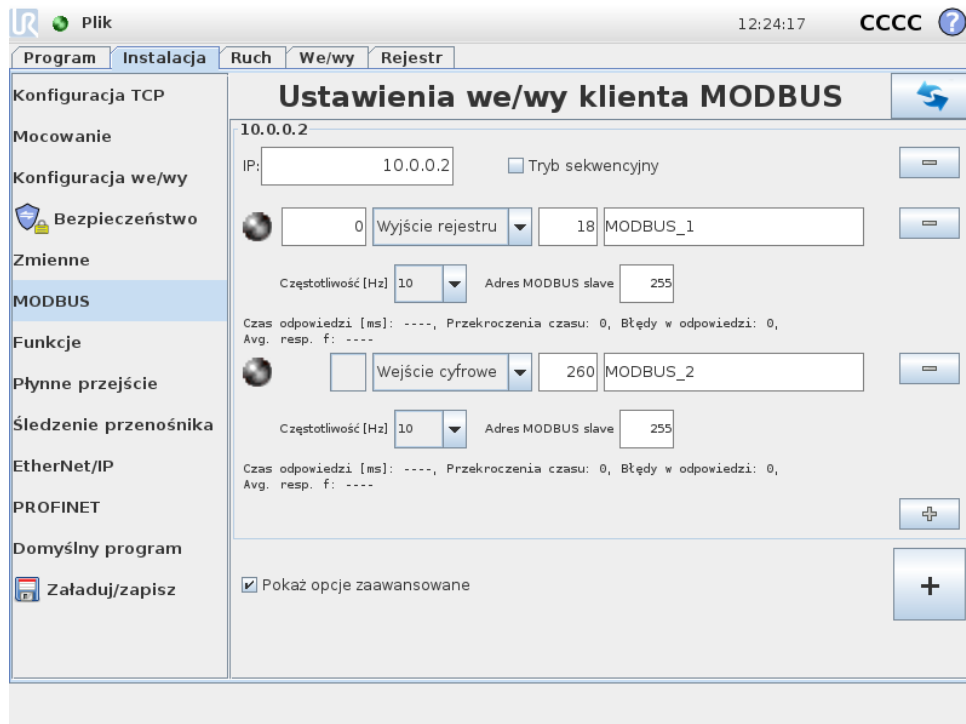 UR Plik 12:24:17 CCCC ?
Program Instalacja Ruch We/wy Rejestr
Konfiguracja TCP
Mocowanie
Konfiguracja we/wy
Bezpieczeństwo
Zmienne
MODBUS
Funkcje
Płynne przejście
Śledzenie przenośnika
EtherNet/IP
PROFINET
Domyślny program
Załaduj/zapisz
Ustawienia we/wy klienta MODBUS
10.0.0.2
IP: 10.0.0.2 Tryb sekwencyjny
0 Wyjście rejestru 18 MODBUS_1
Częstotliwość [Hz] 10 Adres MODBUS slave 255
Czas odpowiedzi [ms]: ----, Przekroczenia czasu: 0, Błędy w odpowiedzi: 0,
Avg. resp. f: ----
Wejście cyfrowe 260 MODBUS_2
Częstotliwość [Hz] 10 Adres MODBUS slave 255
Czas odpowiedzi [ms]: ----, Przekroczenia czasu: 0, Błędy w odpowiedzi: 0,
Avg. resp. f: ----
Pokaż opcje zaawansowane